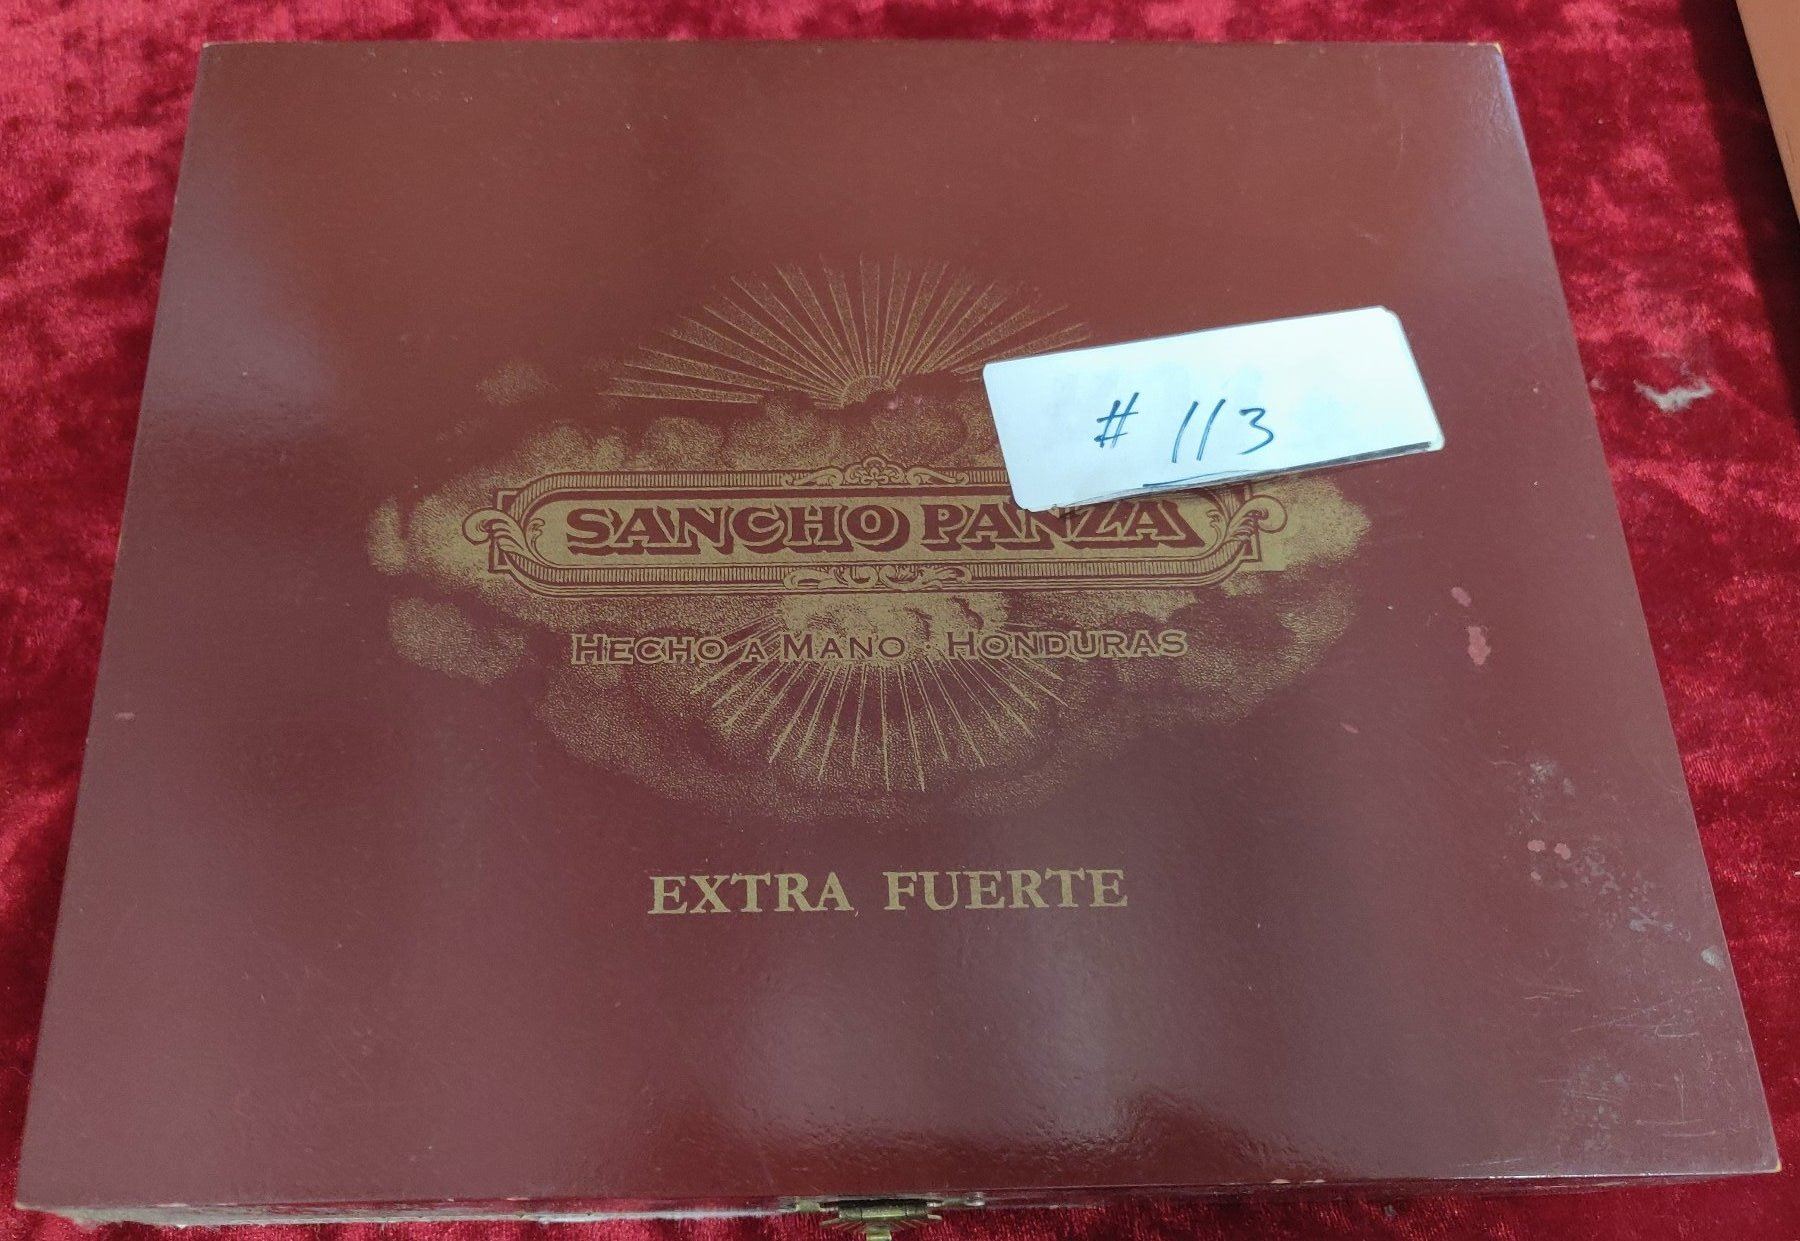 # 113
SANCHO PANZA
HECHO A MANO · HONDURAS
EXTRA FUERTE